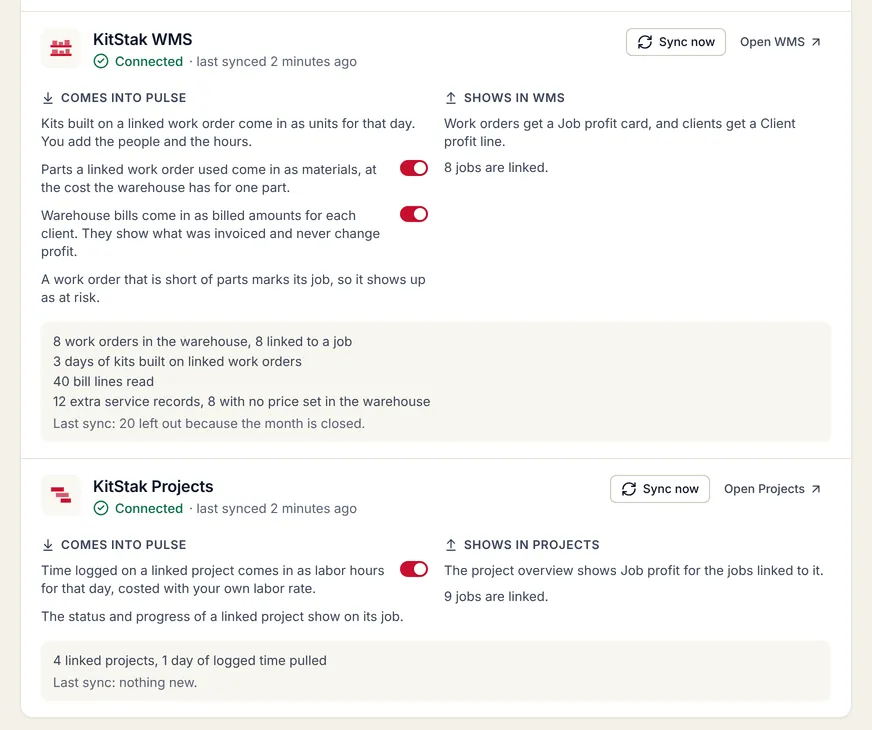 KitStak WMS
Connected · last synced 2 minutes ago
Sync now
Open WMS
COMES INTO PULSE
Kits built on a linked work order come in as units for that day.
You add the people and the hours.
Parts a linked work order used come in as materials, at
the cost the warehouse has for one part.
Warehouse bills come in as billed amounts for each
client. They show what was invoiced and never change
profit.
A work order that is short of parts marks its job, so it shows up
as at risk.
SHOWS IN WMS
Work orders get a Job profit card, and clients get a Client
profit line.
8 jobs are linked.
8 work orders in the warehouse, 8 linked to a job
3 days of kits built on linked work orders
40 bill lines read
12 extra service records, 8 with no price set in the warehouse
Last sync: 20 left out because the month is closed.
KitStak Projects
Connected · last synced 2 minutes ago
Sync now
Open Projects
COMES INTO PULSE
Time logged on a linked project comes in as labor hours
for that day, costed with your own labor rate.
The status and progress of a linked project show on its job.
SHOWS IN PROJECTS
The project overview shows Job profit for the jobs linked to it.
9 jobs are linked.
4 linked projects, 1 day of logged time pulled
Last sync: nothing new.